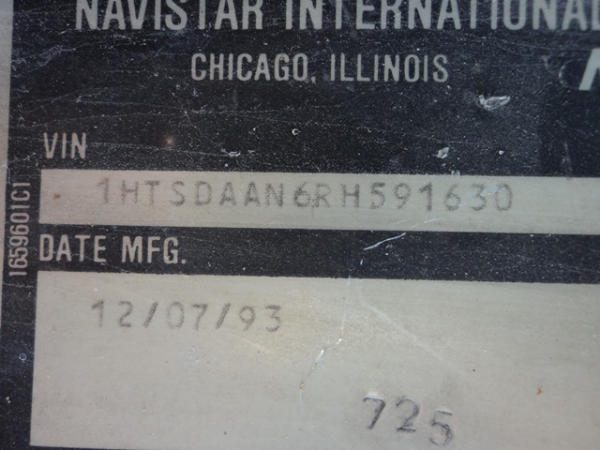 NAVISTAR INTERNATIONAL
CHICAGO, ILLINOIS
VIN
1HTSDAAN6RH591630
1659601C1
DATE MFG.
12/07/93
725